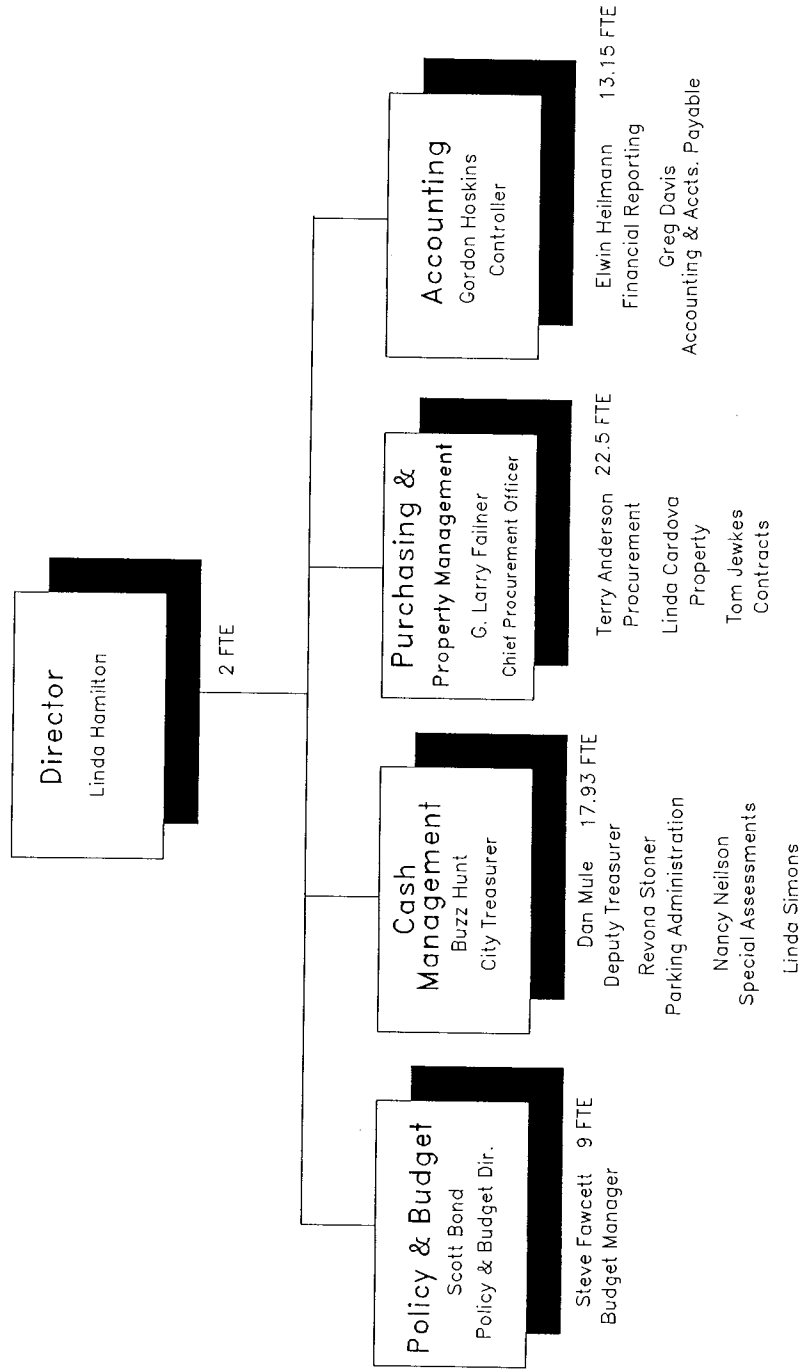 Director
Linda Hamilton
2 FTE
Policy & Budget
Scott Bond
Policy & Budget Dir.
Steve Fawcett 9 FTE
Budget Manager
Cash
Management
Buzz Hunt
City Treasurer
Dan Mule 17.93 FTE
Deputy Treasurer
Revona Stoner
Parking Administration
Nancy Neilson
Special Assessments
Linda Simons
Purchasing &
Property Management
G. Larry Failner
Chief Procurement Officer
Terry Anderson 22.5 FTE
Procurement
Linda Cardova
Property
Tom Jewkes
Contracts
Accounting
Gordon Hoskins
Controller
Elwin Heilmann 13.15 FTE
Financial Reporting
Greg Davis
Accounting & Accts. Payable